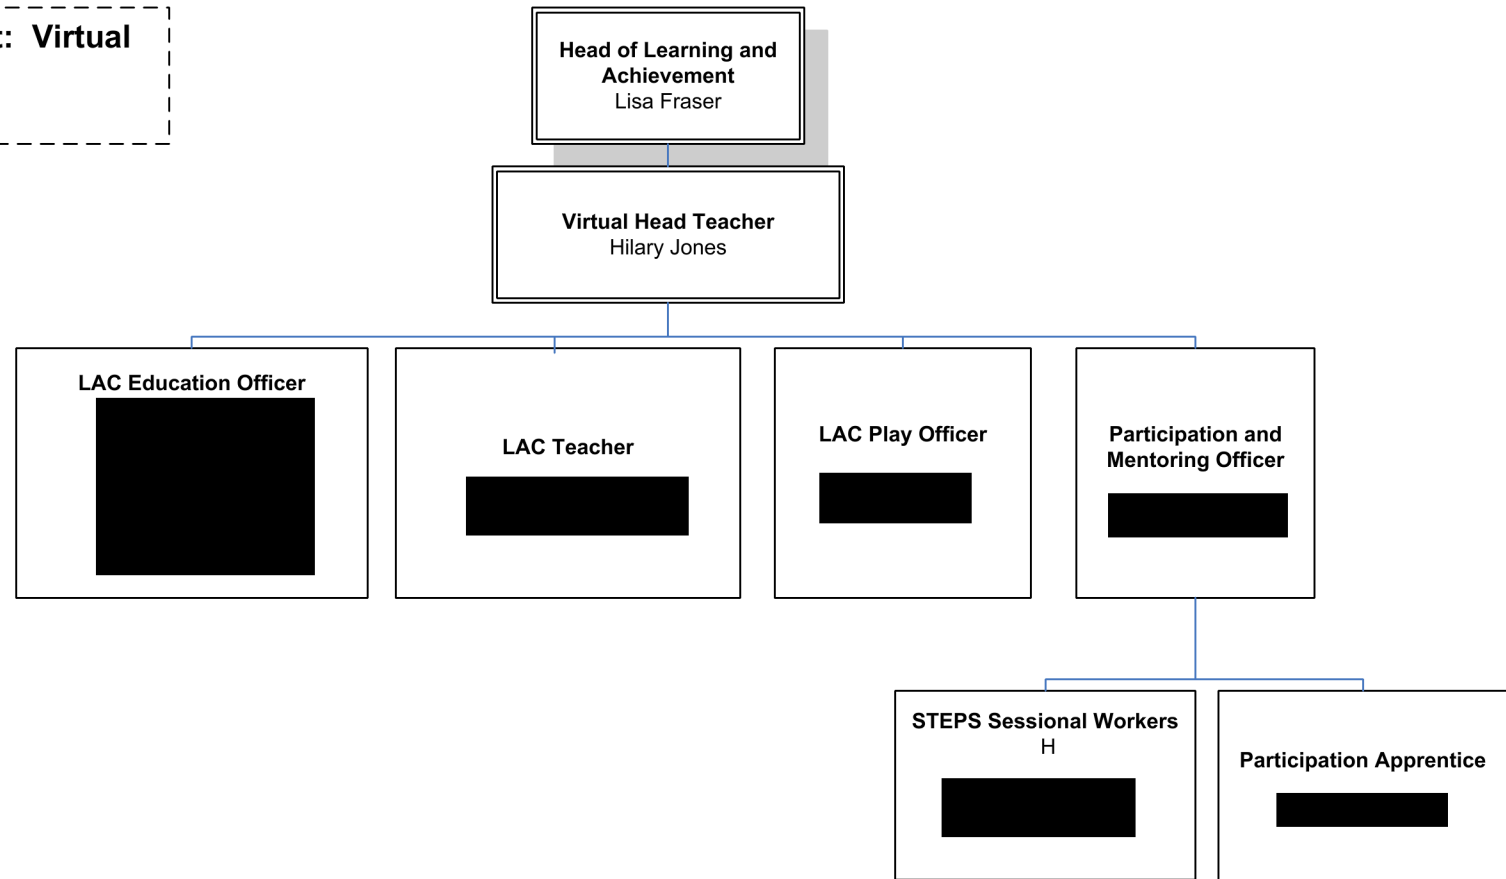 : Virtual
Head of Learning and
Achievement
Lisa Fraser
Virtual Head Teacher
Hilary Jones
LAC Education Officer
LAC Teacher
LAC Play Officer
Participation and
Mentoring Officer
STEPS Sessional Workers
H
Participation Apprentice